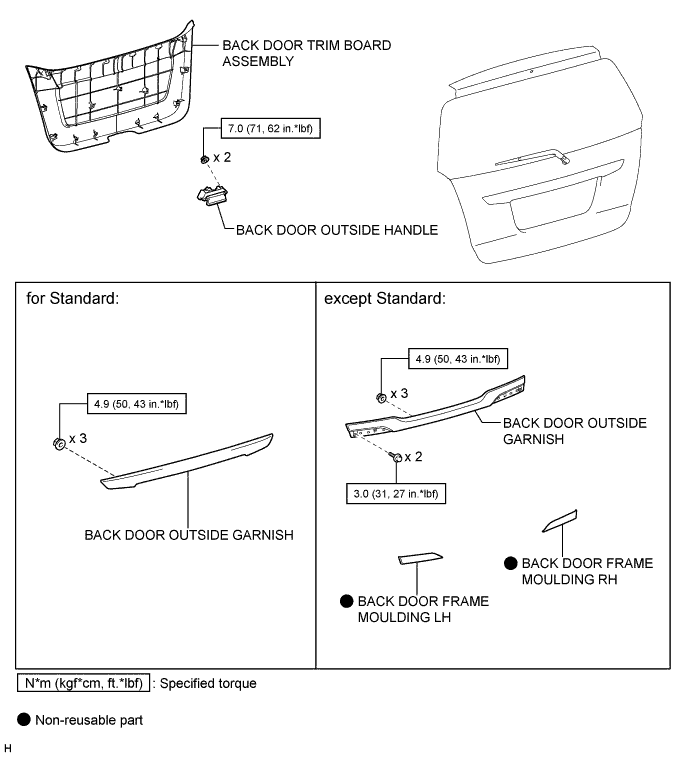 BACK DOOR TRIM BOARD
ASSEMBLY
7.0 (71, 62 in.*lbf)
x 2
BACK DOOR OUTSIDE HANDLE
for Standard:
4.9 (50, 43 in.*lbf)
x 3
BACK DOOR OUTSIDE GARNISH
except Standard:
4.9 (50, 43 in.*lbf)
x 3
BACK DOOR OUTSIDE
GARNISH
x 2
3.0 (31, 27 in.*lbf)
BACK DOOR FRAME
MOULDING RH
BACK DOOR FRAME
MOULDING LH
N*m (kgf*cm, ft.*lbf) : Specified torque
Non-reusable part
H